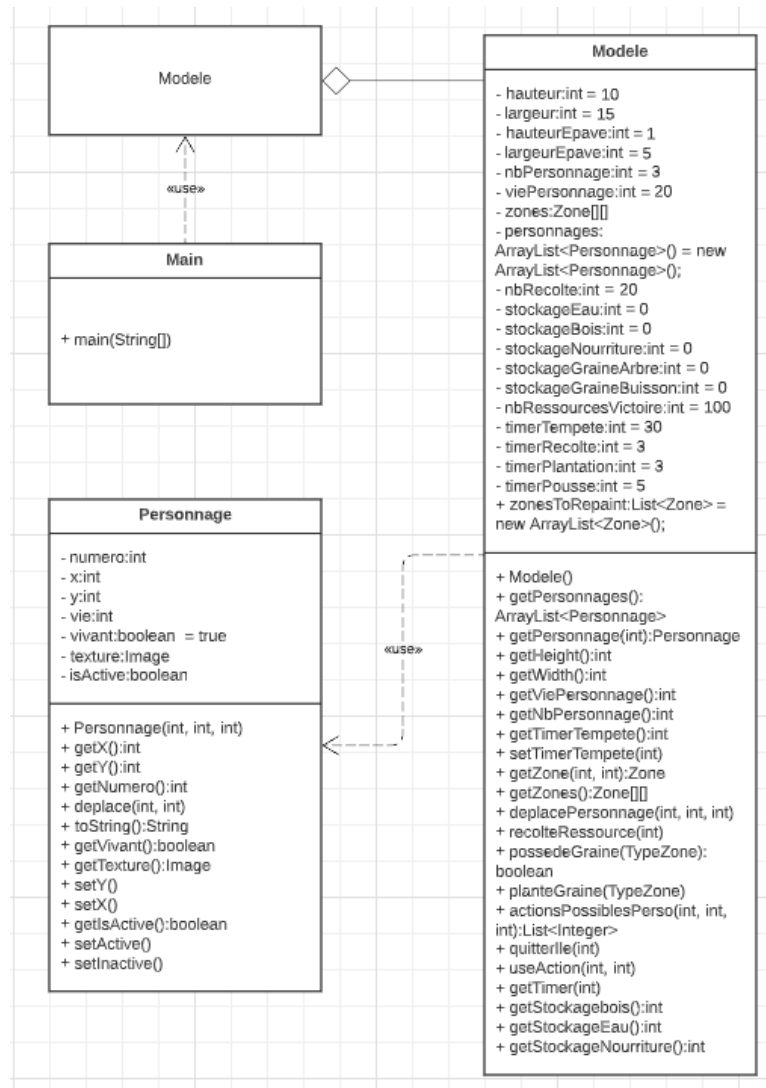 Modele
«use»
Main
+ main(String[])
Personnage
- numero:int
- x:int
- y:int
- vie:int
- vivant:boolean = true
- texture:Image
- isActive:boolean
+ Personnage(int, int, int)
+ getX():int
+ getY():int
+ getNumero():int
+ deplace(int, int)
+ toString():String
+ getVivant():boolean
+ getTexture():Image
+ setY()
+ setX()
+ getIsActive():boolean
+ setActive()
+ setInactive()
«use»
Modele
- hauteur:int = 10
- largeur:int = 15
- hauteurEpave:int = 1
- largeurEpave:int = 5
- nbPersonnage:int = 3
- viePersonnage:int = 20
- zones:Zone[][]
- personnages:
ArrayList<Personnage>() = new
ArrayList<Personnage>();
- nbRecolte:int = 20
- stockageEau:int = 0
- stockageBois:int = 0
- stockageNourriture:int = 0
- stockageGraineArbre:int = 0
- stockageGraineBuisson:int = 0
- nbRessourcesVictoire:int = 100
- timerTempete:int = 30
- timerRecolte:int = 3
- timerPlantation:int = 3
- timerPousse:int = 5
+ zonesToRepaint:List<Zone> =
new ArrayList<Zone>();
+ Modele()
+ getPersonnages():
ArrayList<Personnage>
+ getPersonnage(int):Personnage
+ getHeight():int
+ getWidth():int
+ getViePersonnage():int
+ getNbPersonnage():int
+ getTimerTempete():int
+ setTimerTempete(int)
+ getZone(int, int):Zone
+ getZones():Zone[][]
+ deplacePersonnage(int, int, int)
+ recolteRessource(int)
+ possedeGraine(TypeZone):
boolean
+ planteGraine(TypeZone)
+ actionsPossiblesPerso(int, int,
int):List<Integer>
+ quitterIle(int)
+ useAction(int, int)
+ getTimer(int)
+ getStockagebois():int
+ getStockageEau():int
+ getStockageNourriture():int